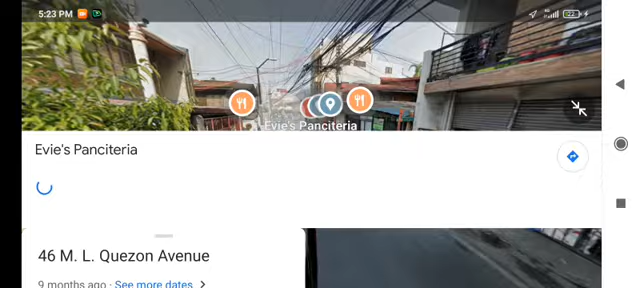 5:23 PM
Evie's Panciteria
Evie's Panciteria
46 M. L. Quezon Avenue
9 months ago · See more dates